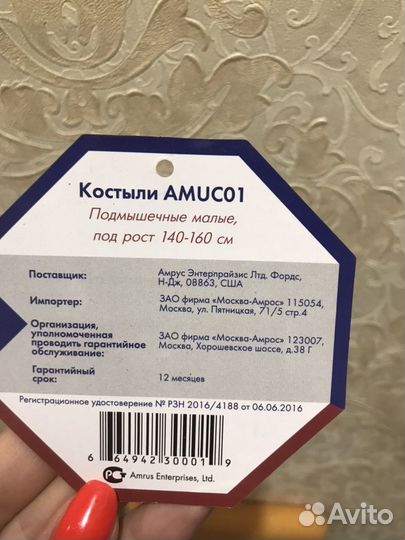 Костыли AMUC01
Подмышечные малые,
под рост 140-160 см
Поставщик: Амрус Энтерпрайзис Лтд. Фордс,
Н-Дж, 08863, США
Импортер: ЗАО фирма «Москва-Амрос» 115054,
Москва, ул. Пятницкая, 71/5 стр.4
Организация,
уполномоченная ЗАО фирма «Москва-Амрос» 123007,
проводить гарантийное Москва, Хорошевское шоссе, д.38 Г
обслуживание:
Гарантийный
срок: 12 месяцев
Регистрационное удостоверение № РЗН 2016/4188 от 06.06.2016
6 64942 30001 9
РСТ Amrus Enterprises, Ltd.
Avito